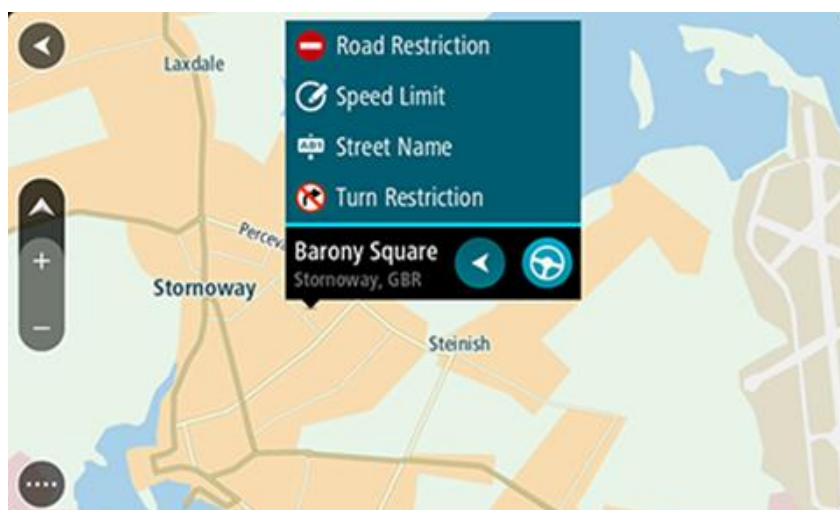 Laxdale
Road Restriction
Speed Limit
Street Name
Turn Restriction
Barony Square
Stornoway, GBR
Stornoway
Steinish